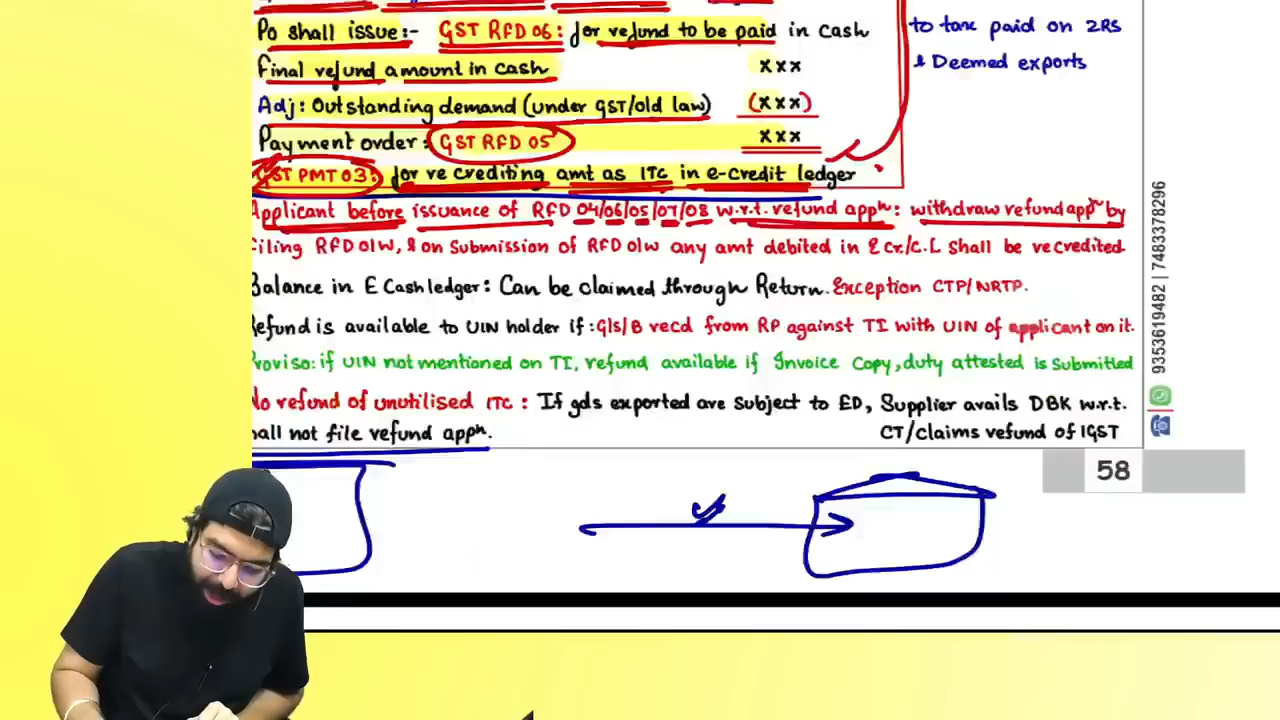 Po shall issue:- GST RFD 06: for refund to be paid in cash
final refund amount in cash xxx
Adj: Outstanding demand (under GST/old law) (xxx)
Payment order: GST RFD 05 xxx
GST PMT 03: for re crediting amt as ITC in e-credit ledger
to tax paid on ZRS
& Deemed exports
Applicant before issuance of RFD 04/06/05/07/08 w.r.t. refund appⁿ: withdraw refund appⁿ by
filing RFD 01W, & on Submission of RFD 01W any amt debited in E Cr./C.L Shall be recredited
Balance in E Cash ledger: Can be claimed through Return. Exception CTP/NRTP.
Refund is available to UIN holder if: G/S/B recd from RP against TI with UIN of applicant on it.
Proviso: if UIN not mentioned on TI, refund available if Invoice Copy, duty attested is Submitted
No refund of unutilised ITC: If gds exported are Subject to ED, Supplier avails DBK w.r.t.
hall not file refund appⁿ. CT/claims refund of IGST
58
9353619482 | 7483378296